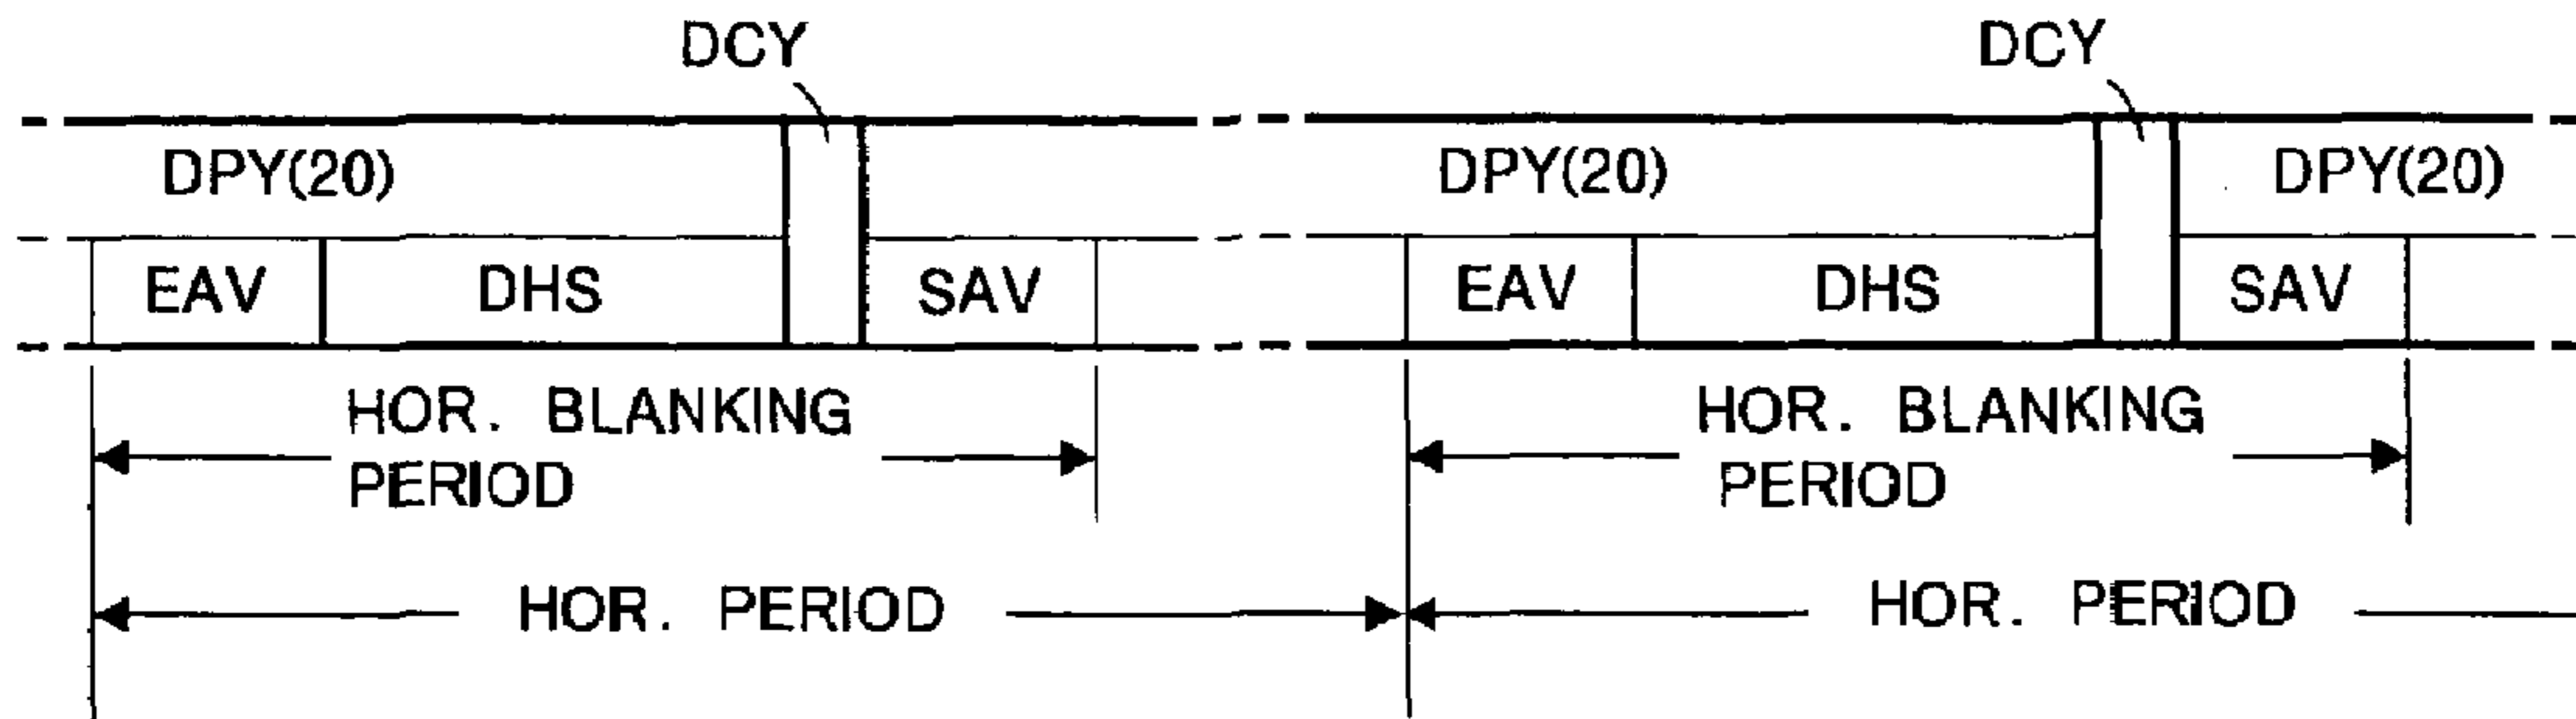 DCY DCY
DPY(20) DPY(20) DPY(20)
EAV DHS SAV EAV DHS SAV
HOR. BLANKING PERIOD
HOR. BLANKING PERIOD
HOR. PERIOD HOR. PERIOD